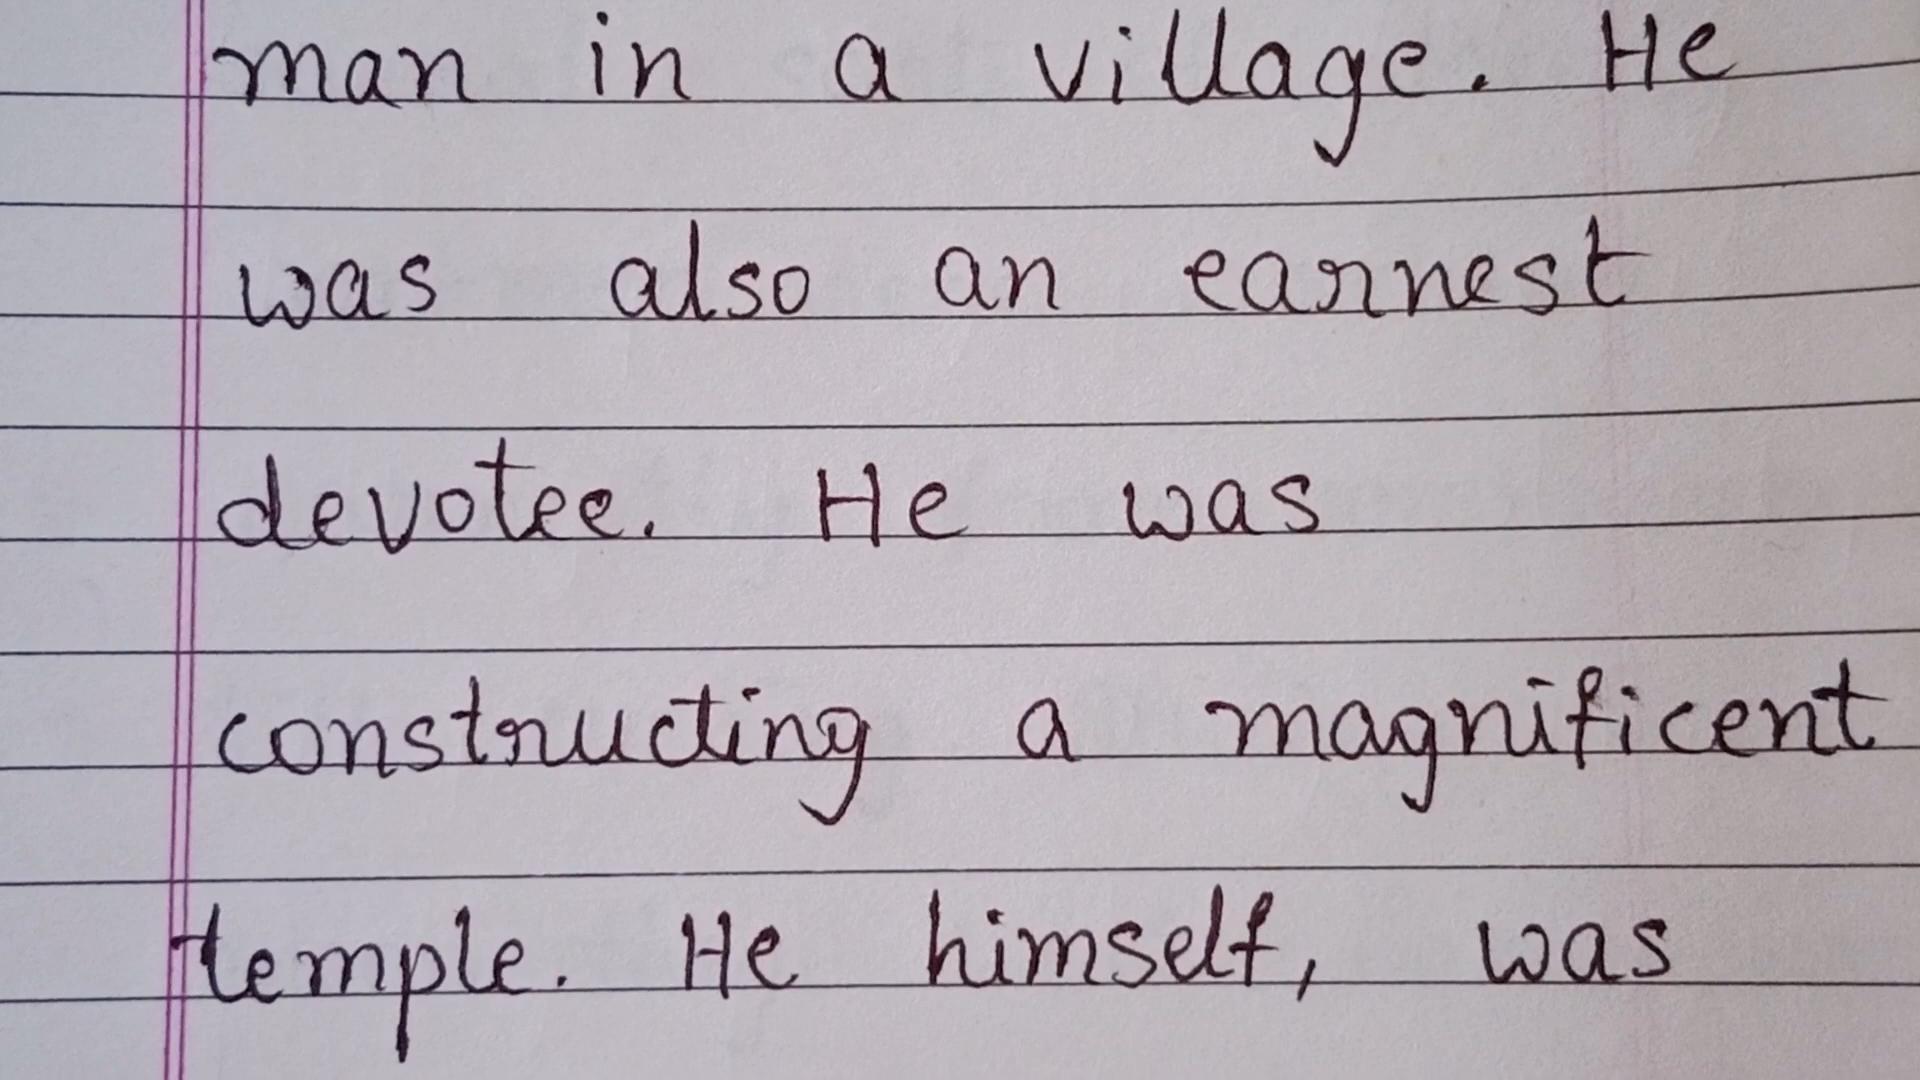 man in a village. He
was also an earnest
devotee. He was
constructing a magnificent
temple. He himself, was